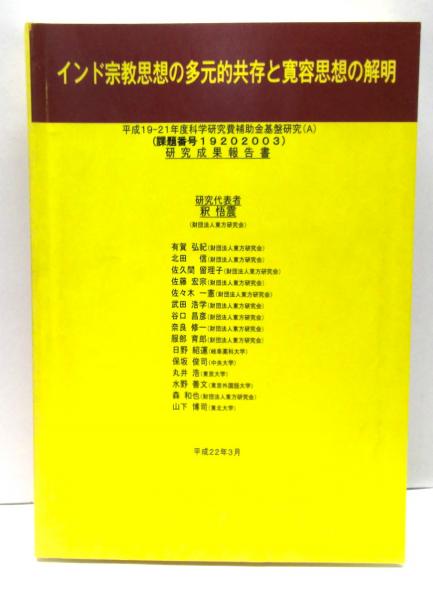 インド宗教思想の多元的共存と寛容思想の解明
平成19-21年度科学研究費補助金基盤研究(A)
(課題番号19202003)
研究成果報告書
研究代表者
釈 悟震
(財団法人東方研究会)
有賀 弘紀(財団法人東方研究会)
北田 信(財団法人東方研究会)
佐久間 留理子(財団法人東方研究会)
佐藤 宏宗(財団法人東方研究会)
佐々木 一憲(財団法人東方研究会)
武田 浩学(財団法人東方研究会)
谷口 昌彦(財団法人東方研究会)
奈良 修一(財団法人東方研究会)
服部 育郎(財団法人東方研究会)
日野 紹運(岐阜薬科大学)
保坂 俊司(中央大学)
丸井 浩(東京大学)
水野 善文(東京外国語大学)
森 和也(財団法人東方研究会)
山下 博司(東北大学)
平成22年3月